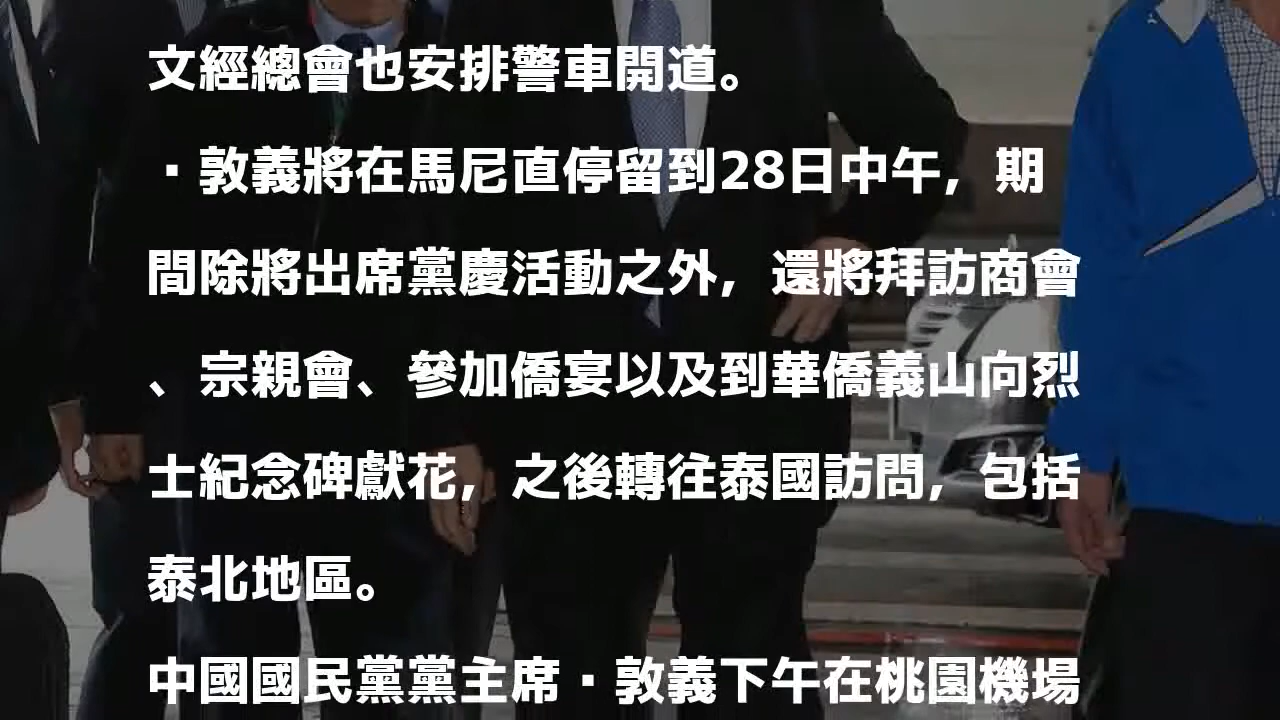 文經總會也安排警車開道。
·敦義將在馬尼直停留到28日中午，期
間除將出席黨慶活動之外，還將拜訪商會
、宗親會、參加僑宴以及到華僑義山向烈
士紀念碑獻花，之後轉往泰國訪問，包括
泰北地區。
中國國民黨黨主席·敦義下午在桃園機場